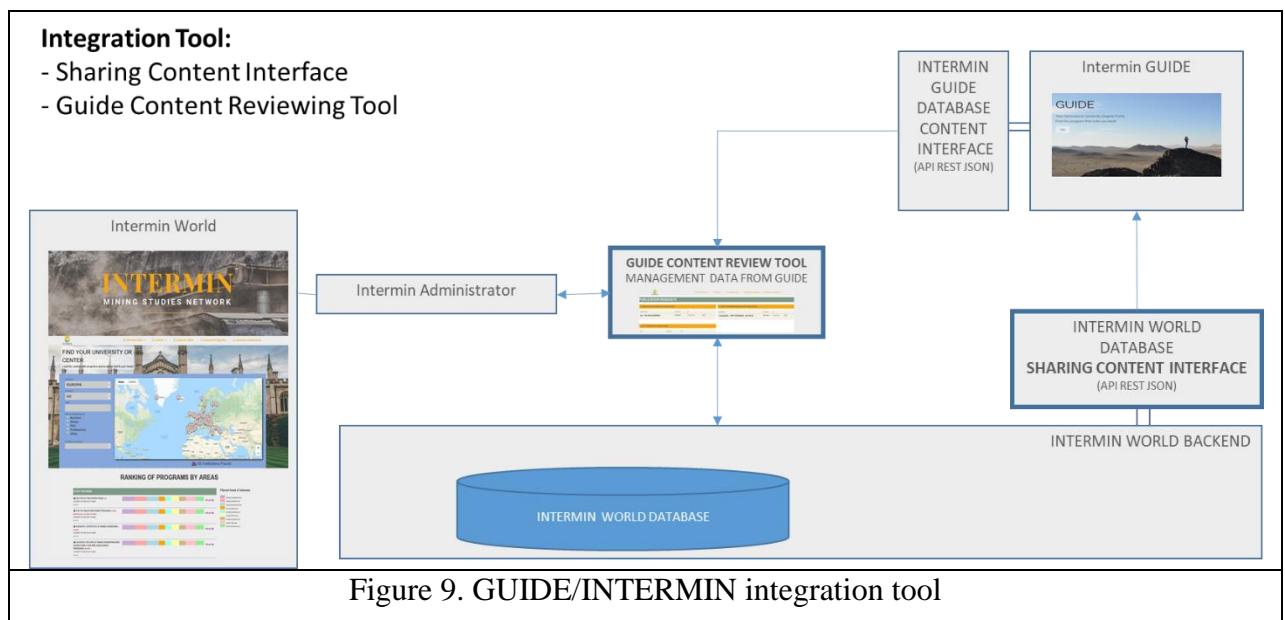 Integration Tool:
- Sharing Content Interface
- Guide Content Reviewing Tool
INTERMIN
GUIDE
DATABASE
CONTENT
INTERFACE
(API REST JSON)
Intermin GUIDE
GUIDE
Intermin World
INTERMIN
MINING STUDIES NETWORK
FIND YOUR UNIVERSITY OR
CENTER
RANKING OF PROGRAMS BY AREAS
Intermin Administrator
GUIDE CONTENT REVIEW TOOL
MANAGEMENT DATA FROM GUIDE
INTERMIN WORLD
DATABASE
SHARING CONTENT INTERFACE
(API REST JSON)
INTERMIN WORLD BACKEND
INTERMIN WORLD DATABASE
Figure 9. GUIDE/INTERMIN integration tool